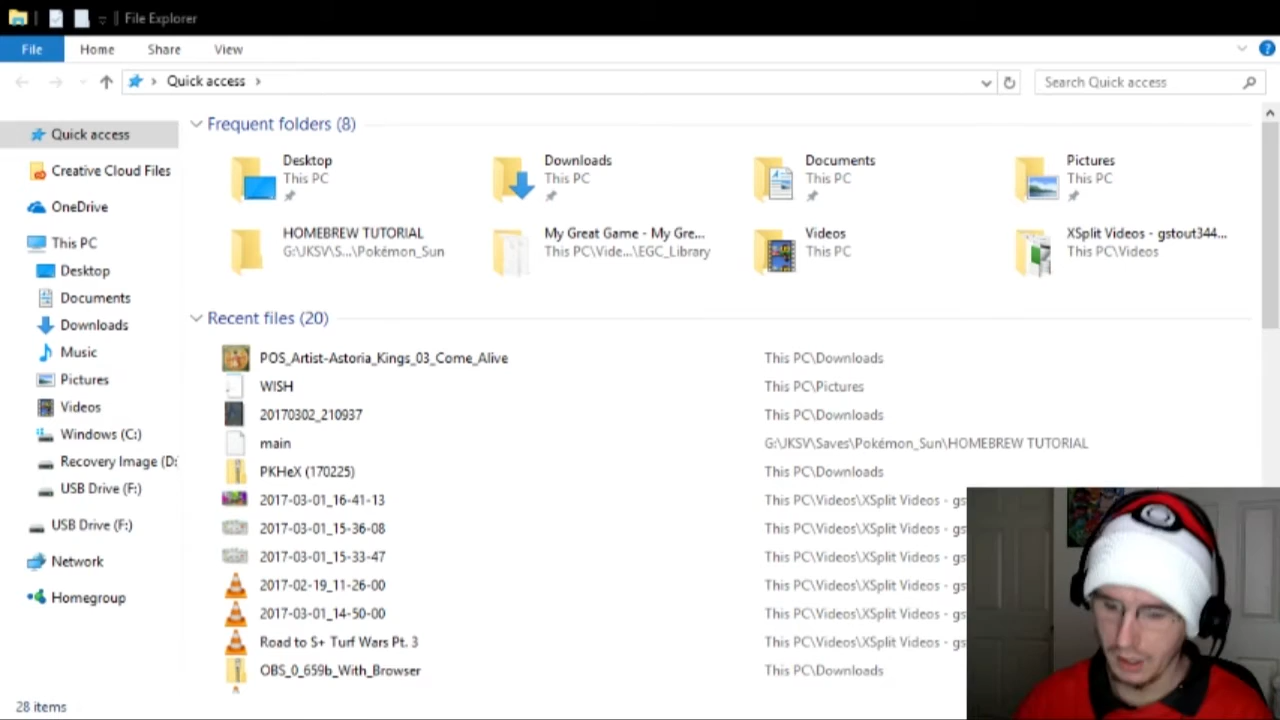 File Explorer
File Home Share View
Quick access
Search Quick access
Quick access
Creative Cloud Files
OneDrive
This PC
Desktop
Documents
Downloads
Music
Pictures
Videos
Windows (C:)
Recovery Image (D:
USB Drive (F:)
USB Drive (F:)
Network
Homegroup
Frequent folders (8)
Desktop
This PC
Downloads
This PC
Documents
This PC
Pictures
This PC
HOMEBREW TUTORIAL
G:\JKSV\S...\Pokémon_Sun
My Great Game - My Gre...
This PC\Vide...\EGC_Library
Videos
This PC
XSplit Videos - gstout344...
This PC\Videos
Recent files (20)
POS_Artist-Astoria_Kings_03_Come_Alive This PC\Downloads
WISH This PC\Pictures
20170302_210937 This PC\Downloads
main G:\JKSV\Saves\Pokémon_Sun\HOMEBREW TUTORIAL
PKHeX (170225) This PC\Downloads
2017-03-01_16-41-13 This PC\Videos\XSplit Videos - gs
2017-03-01_15-36-08 This PC\Videos\XSplit Videos - gs
2017-03-01_15-33-47 This PC\Videos\XSplit Videos - gs
2017-02-19_11-26-00 This PC\Videos\XSplit Videos - gs
2017-03-01_14-50-00 This PC\Videos\XSplit Videos - gs
Road to S+ Turf Wars Pt. 3 This PC\Videos\XSplit Videos - gs
OBS_0_659b_With_Browser This PC\Downloads
28 items